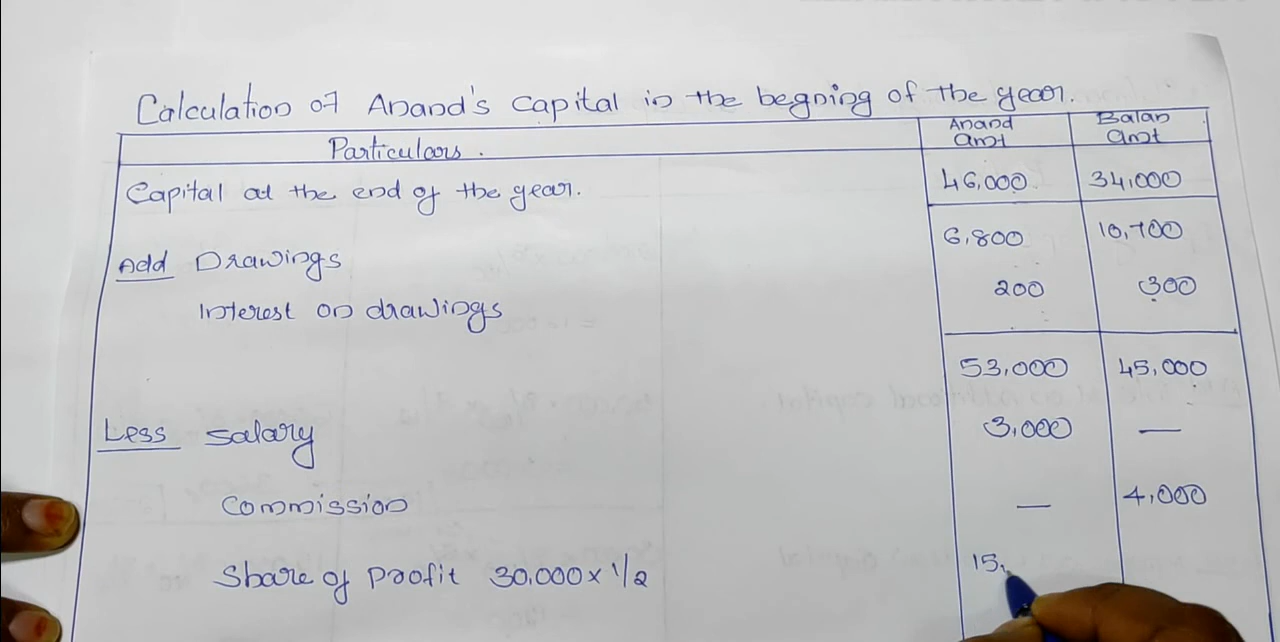 Calculation of Anand's Capital in the begning of the year.
Particulars. Anand Amt Balan Amt
Capital at the end of the year. 46,000 34,000
Add Drawings 6,800 10,700
Interest on drawings 200 300
53,000 45,000
Less Salary 3,000 —
Commission — 4,000
Share of Profit 30,000 × 1/2 15,